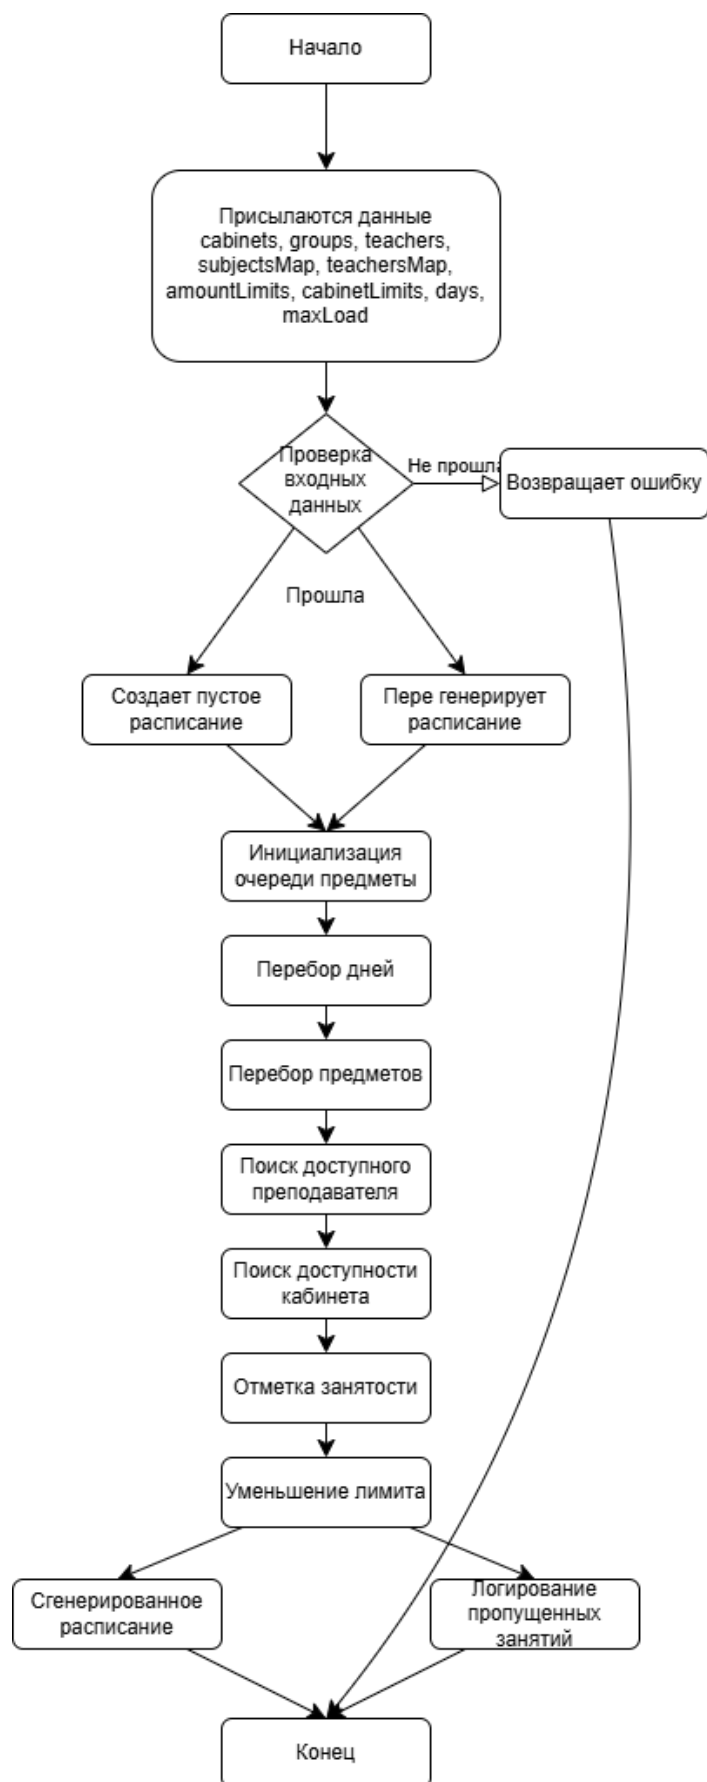 Начало
Присылаются данные
cabinets, groups, teachers,
subjectsMap, teachersMap,
amountLimits, cabinetLimits, days,
maxLoad
Проверка
входных
данных
Не прошла
Возвращает ошибку
Прошла
Создает пустое
расписание
Пере генерирует
расписание
Инициализация
очереди предметы
Перебор дней
Перебор предметов
Поиск доступного
преподавателя
Поиск доступности
кабинета
Отметка занятости
Уменьшение лимита
Сгенерированное
расписание
Логирование
пропущенных
занятий
Конец